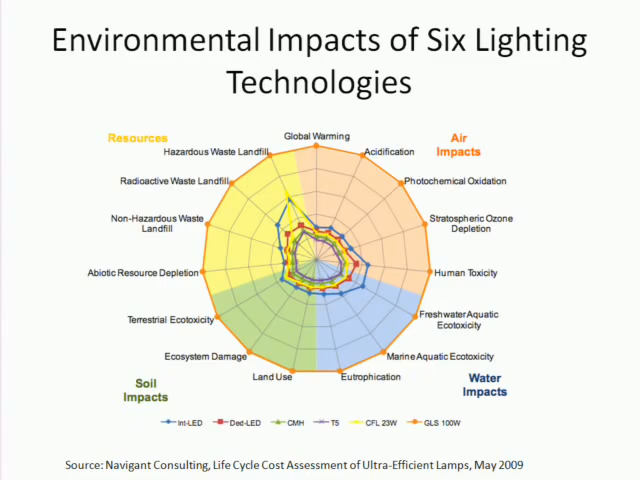 Environmental Impacts of Six Lighting
Technologies
Resources
Global Warming
Air
Impacts
Hazardous Waste Landfill
Acidification
Radioactive Waste Landfill
Photochemical Oxidation
Non-Hazardous Waste
Landfill
Stratospheric Ozone
Depletion
Abiotic Resource Depletion
Human Toxicity
Terrestrial Ecotoxicity
Freshwater Aquatic
Ecotoxicity
Ecosystem Damage
Marine Aquatic Ecotoxicity
Land Use
Eutrophication
Soil
Impacts
Water
Impacts
Int-LED Ded-LED CMH T5 CFL 23W GLS 100W
Source: Navigant Consulting, Life Cycle Cost Assessment of Ultra-Efficient Lamps, May 2009